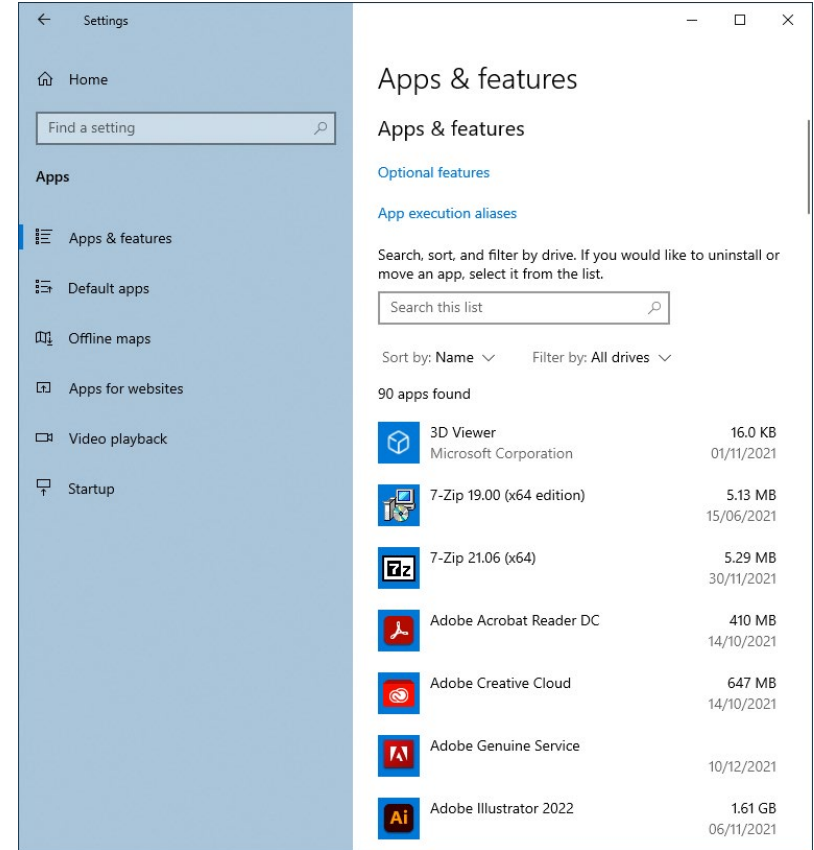 Settings
Home
Find a setting
Apps
Apps & features
Default apps
Offline maps
Apps for websites
Video playback
Startup
Apps & features
Apps & features
Optional features
App execution aliases
Search, sort, and filter by drive. If you would like to uninstall or
move an app, select it from the list.
Search this list
Sort by: Name Filter by: All drives
90 apps found
3D Viewer 16.0 KB
Microsoft Corporation 01/11/2021
7-Zip 19.00 (x64 edition) 5.13 MB
15/06/2021
7z
7-Zip 21.06 (x64) 5.29 MB
30/11/2021
Adobe Acrobat Reader DC 410 MB
14/10/2021
Adobe Creative Cloud 647 MB
14/10/2021
Adobe Genuine Service
10/12/2021
Ai
Adobe Illustrator 2022 1.61 GB
06/11/2021